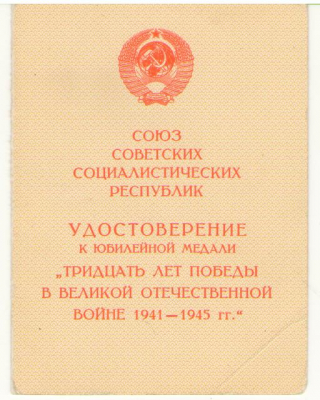 СОЮЗ
СОВЕТСКИХ
СОЦИАЛИСТИЧЕСКИХ
РЕСПУБЛИК
УДОСТОВЕРЕНИЕ
К ЮБИЛЕЙНОЙ МЕДАЛИ
„ТРИДЦАТЬ ЛЕТ ПОБЕДЫ
В ВЕЛИКОЙ ОТЕЧЕСТВЕННОЙ
ВОЙНЕ 1941—1945 гг.“